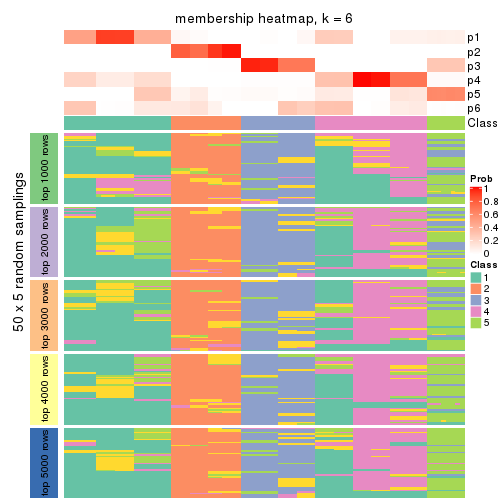 membership heatmap, k = 6
p1
p2
p3
p4
p5
p6
Class
50 x 5 random samplings
top 1000 rows
top 2000 rows
top 3000 rows
top 4000 rows
top 5000 rows
Prob
1
0.8
0.6
0.4
0.2
0
Class
1
2
3
4
5